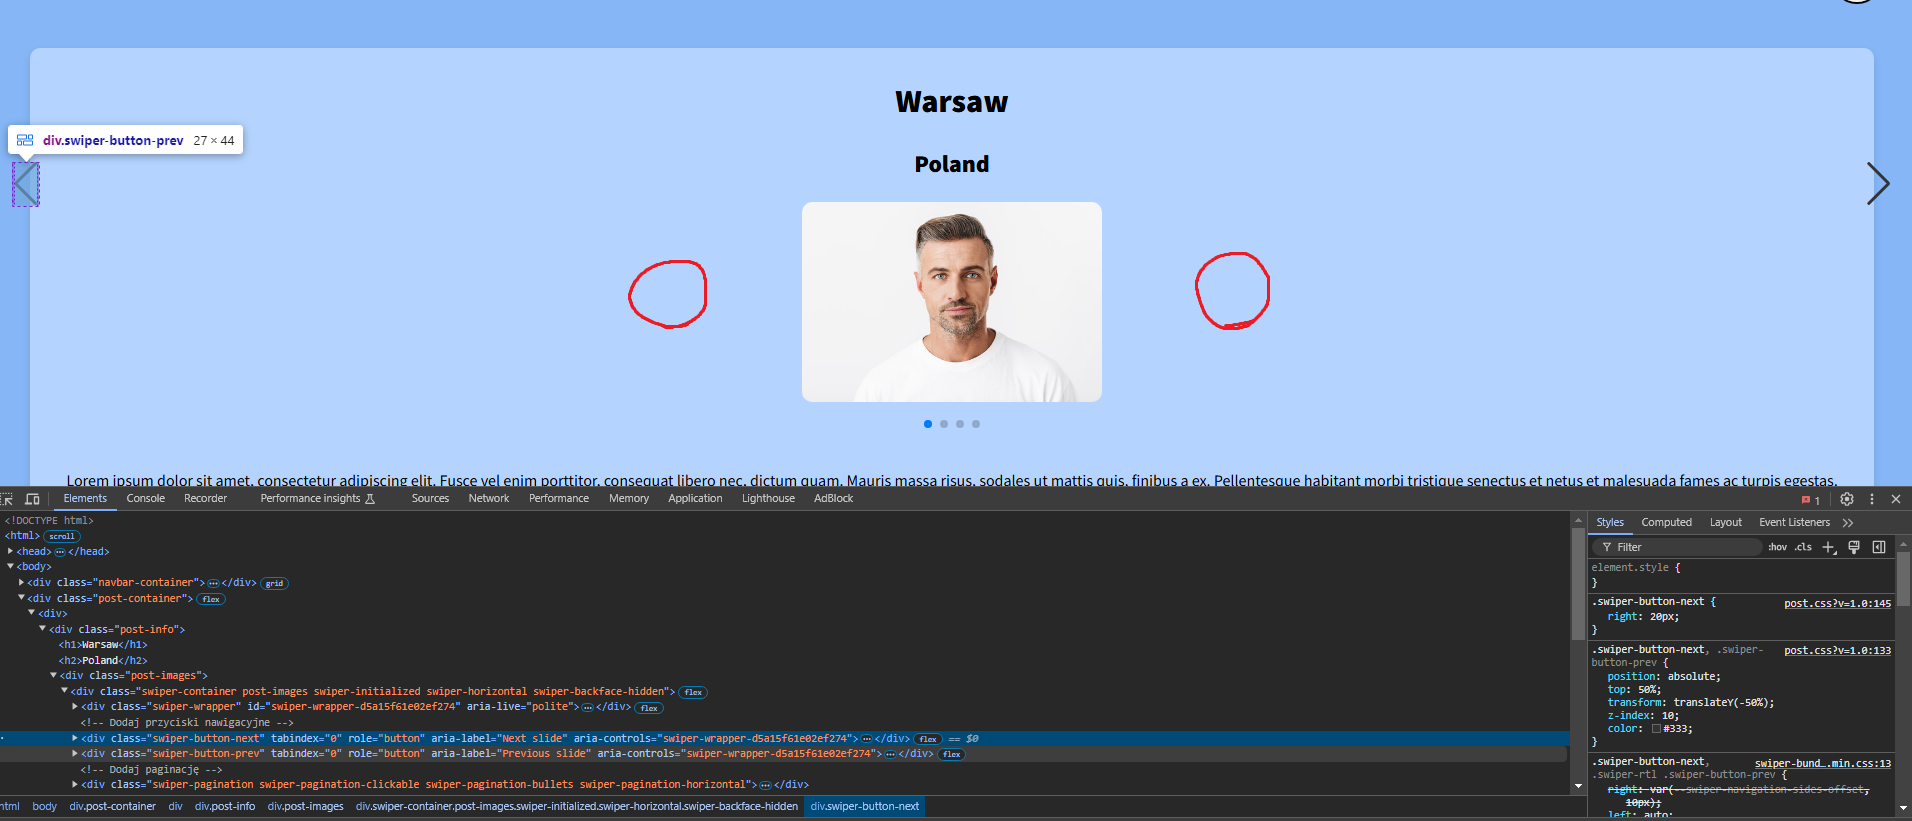 Warsaw
div.swiper-button-prev 27 × 44
Poland
Lorem ipsum dolor sit amet, consectetur adipiscing elit. Fusce vel enim porttitor, consequat libero nec, dictum quam. Mauris massa risus, sodales ut mattis quis, finibus a ex. Pellentesque habitant morbi tristique senectus et netus et malesuada fames ac turpis egestas.
Elements Console Recorder Performance insights Sources Network Performance Memory Application Lighthouse AdBlock 1
<!DOCTYPE html>
<html> scroll
<head> ⋯ </head>
<body>
<div class="navbar-container"> ⋯ </div> grid
<div class="post-container"> flex
<div>
<div class="post-info">
<h1>Warsaw</h1>
<h2>Poland</h2>
<div class="post-images">
<div class="swiper-container post-images swiper-initialized swiper-horizontal swiper-backface-hidden"> flex
<div class="swiper-wrapper" id="swiper-wrapper-d5a15f61e02ef274" aria-live="polite"> ⋯ </div> flex
<!-- Dodaj przyciski nawigacyjne -->
<div class="swiper-button-next" tabindex="0" role="button" aria-label="Next slide" aria-controls="swiper-wrapper-d5a15f61e02ef274"> ⋯ </div> flex == $0
<div class="swiper-button-prev" tabindex="0" role="button" aria-label="Previous slide" aria-controls="swiper-wrapper-d5a15f61e02ef274"> ⋯ </div> flex
<!-- Dodaj paginację -->
<div class="swiper-pagination swiper-pagination-clickable swiper-pagination-bullets swiper-pagination-horizontal"> ⋯ </div>
html body div.post-container div div.post-info div.post-images div.swiper-container.post-images.swiper-initialized.swiper-horizontal.swiper-backface-hidden div.swiper-button-next
Styles Computed Layout Event Listeners
Filter :hov .cls
element.style {
}
.swiper-button-next { post.css?v=1.0:145
right: 20px;
}
.swiper-button-next, .swiper- post.css?v=1.0:133
button-prev {
position: absolute;
top: 50%;
transform: translateY(-50%);
z-index: 10;
color: #333;
}
.swiper-button-next, swiper-bund….min.css:13
.swiper-rtl .swiper-button-prev {
right: var(--swiper-navigation-sides-offset,
10px);
left: auto;